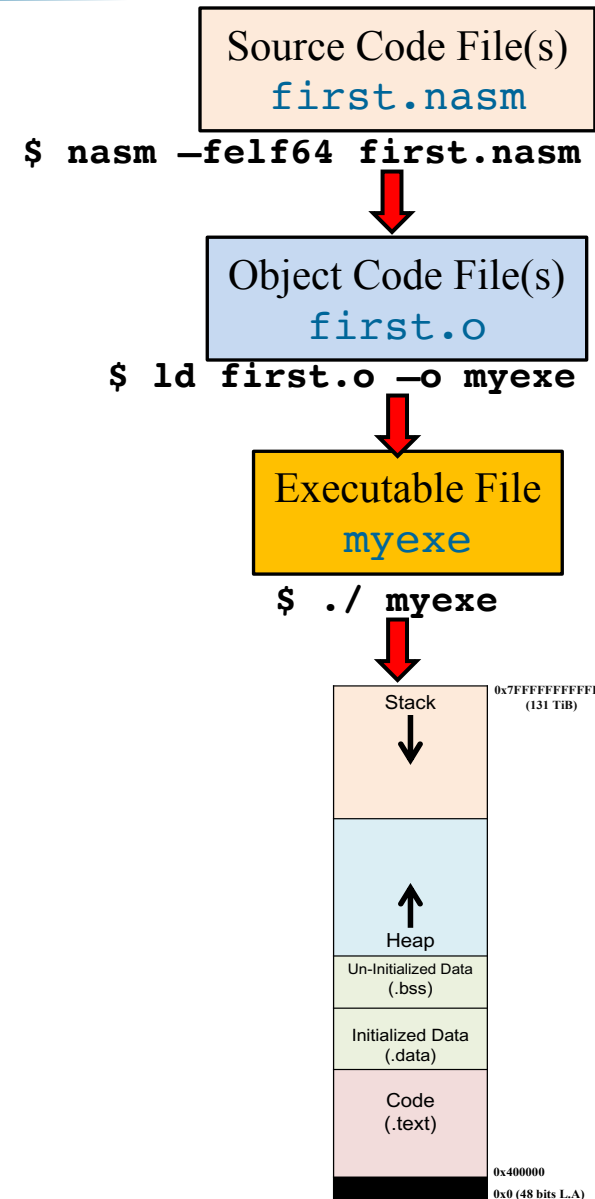 Source Code File(s)
first.nasm
$ nasm –felf64 first.nasm
Object Code File(s)
first.o
$ ld first.o –o myexe
Executable File
myexe
$ ./ myexe
Stack
0x7FFFFFFFFFF
(131 TiB)
Heap
Un-Initialized Data
(.bss)
Initialized Data
(.data)
Code
(.text)
0x400000
0x0 (48 bits L.A)